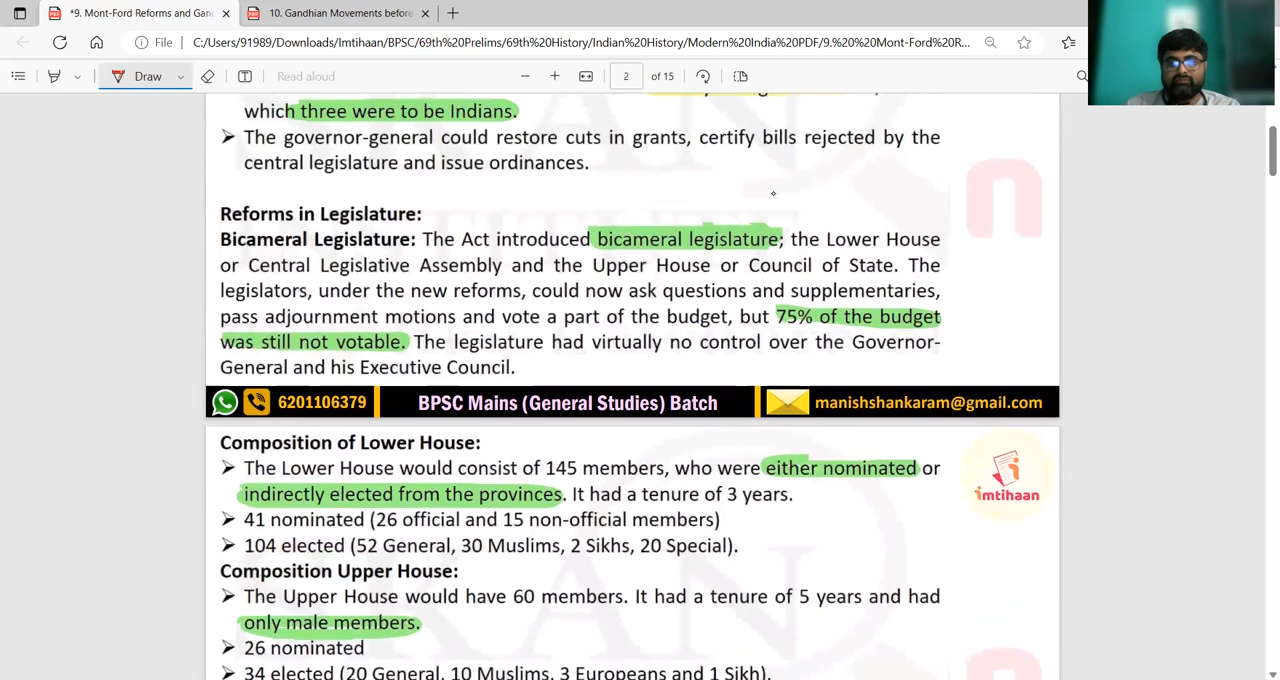 *9. Mont-Ford Reforms and Gand
10. Gandhian Movements before
File
C:/Users/91989/Downloads/Imtihaan/BPSC/69th%20Prelims/69th%20History/Indian%20History/Modern%20India%20PDF/9.%20%20Mont-Ford%20R...
Draw
Read aloud
2 of 15
which three were to be Indians.
➢ The governor-general could restore cuts in grants, certify bills rejected by the
central legislature and issue ordinances.
Reforms in Legislature:
Bicameral Legislature: The Act introduced bicameral legislature; the Lower House
or Central Legislative Assembly and the Upper House or Council of State. The
legislators, under the new reforms, could now ask questions and supplementaries,
pass adjournment motions and vote a part of the budget, but 75% of the budget
was still not votable. The legislature had virtually no control over the Governor-
General and his Executive Council.
6201106379 BPSC Mains (General Studies) Batch manishshankaram@gmail.com
Composition of Lower House:
➢ The Lower House would consist of 145 members, who were either nominated or
indirectly elected from the provinces. It had a tenure of 3 years.
➢ 41 nominated (26 official and 15 non-official members)
➢ 104 elected (52 General, 30 Muslims, 2 Sikhs, 20 Special).
imtihaan
Composition Upper House:
➢ The Upper House would have 60 members. It had a tenure of 5 years and had
only male members.
➢ 26 nominated
➢ 34 elected (20 General, 10 Muslims, 3 Europeans and 1 Sikh).